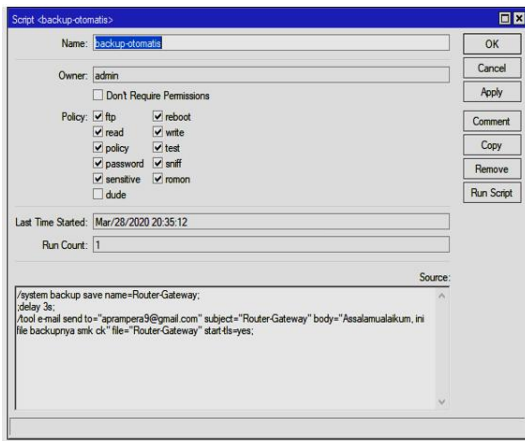 Script <backup-otomatis>
Name: backup-otomatis
OK
Owner: admin
Cancel
Don't Require Permissions
Apply
Policy: ftp reboot
read write
Comment
policy test
Copy
password sniff
Remove
sensitive romon
Run Script
dude
Last Time Started: Mar/28/2020 20:35:12
Run Count: 1
Source:
/system backup save name=Router-Gateway;
;delay 3s;
/tool e-mail send to="aprampera9@gmail.com" subject="Router-Gateway" body="Assalamualaikum, ini
file backupnya smk ck" file="Router-Gateway" start-tls=yes;